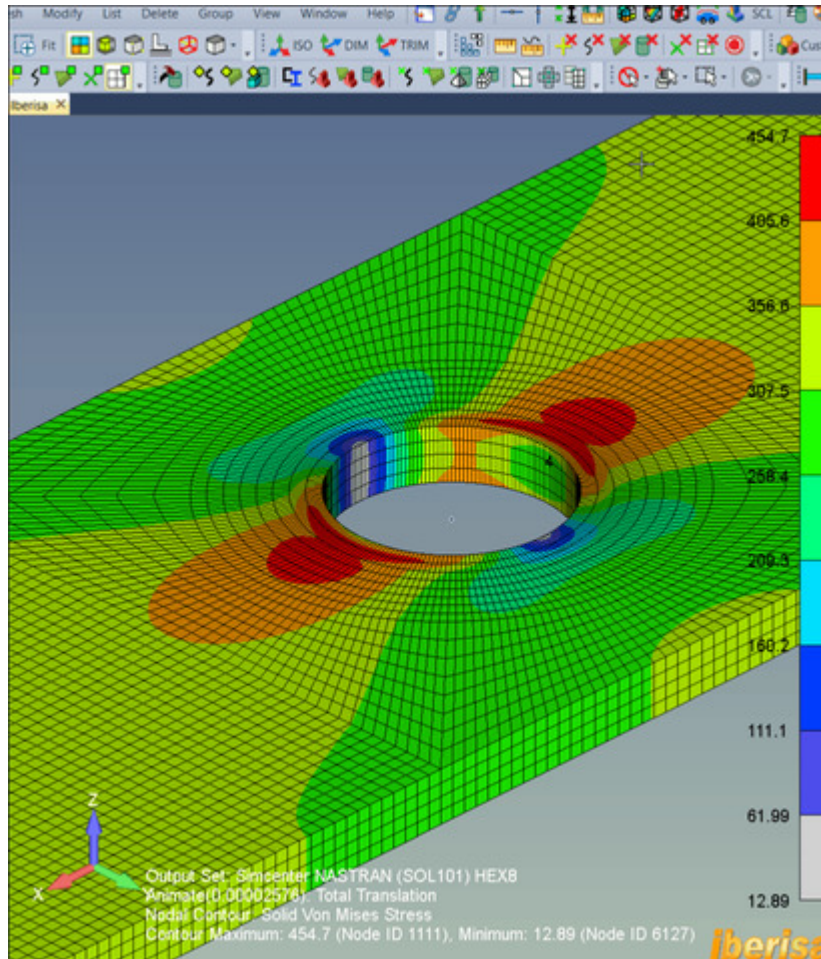 Modify List Delete Group View Window Help
SCL
Fit ISO DIM TRIM Cus
Iberisa
454.7
405.6
356.6
307.5
258.4
209.3
160.2
111.1
61.99
12.89
Z
X
Output Set: Simcenter NASTRAN (SOL101) HEX8
Animate(0.00002576): Total Translation
Nodal Contour: Solid Von Mises Stress
Contour Maximum: 454.7 (Node ID 1111), Minimum: 12.89 (Node ID 6127)
iberisa